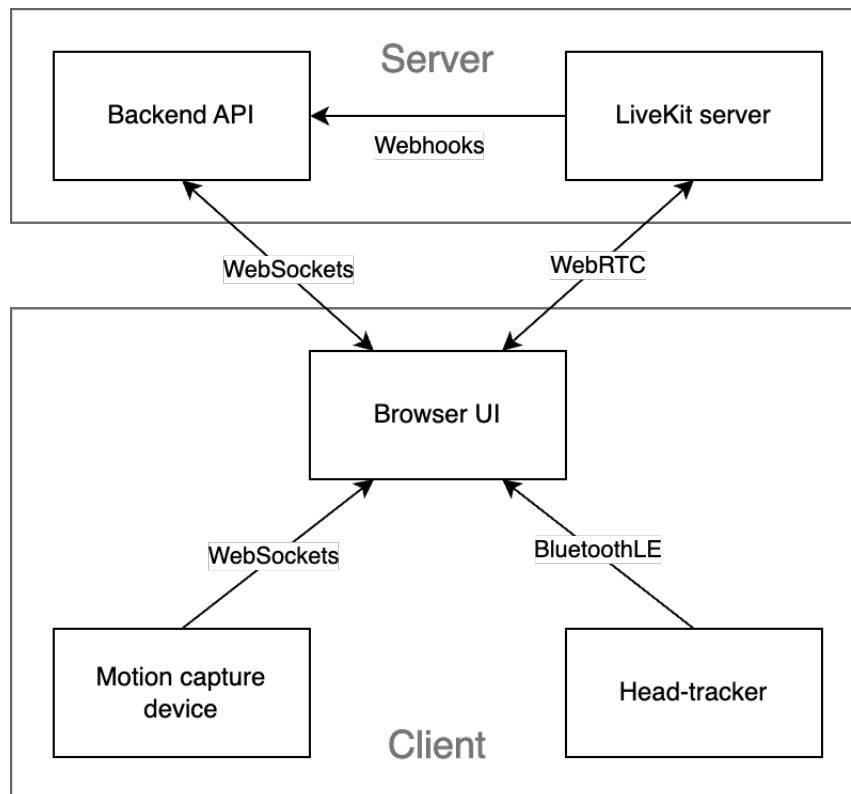 Server
Backend API
LiveKit server
Webhooks
WebSockets
WebRTC
Browser UI
WebSockets
BluetoothLE
Motion capture
device
Head-tracker
Client